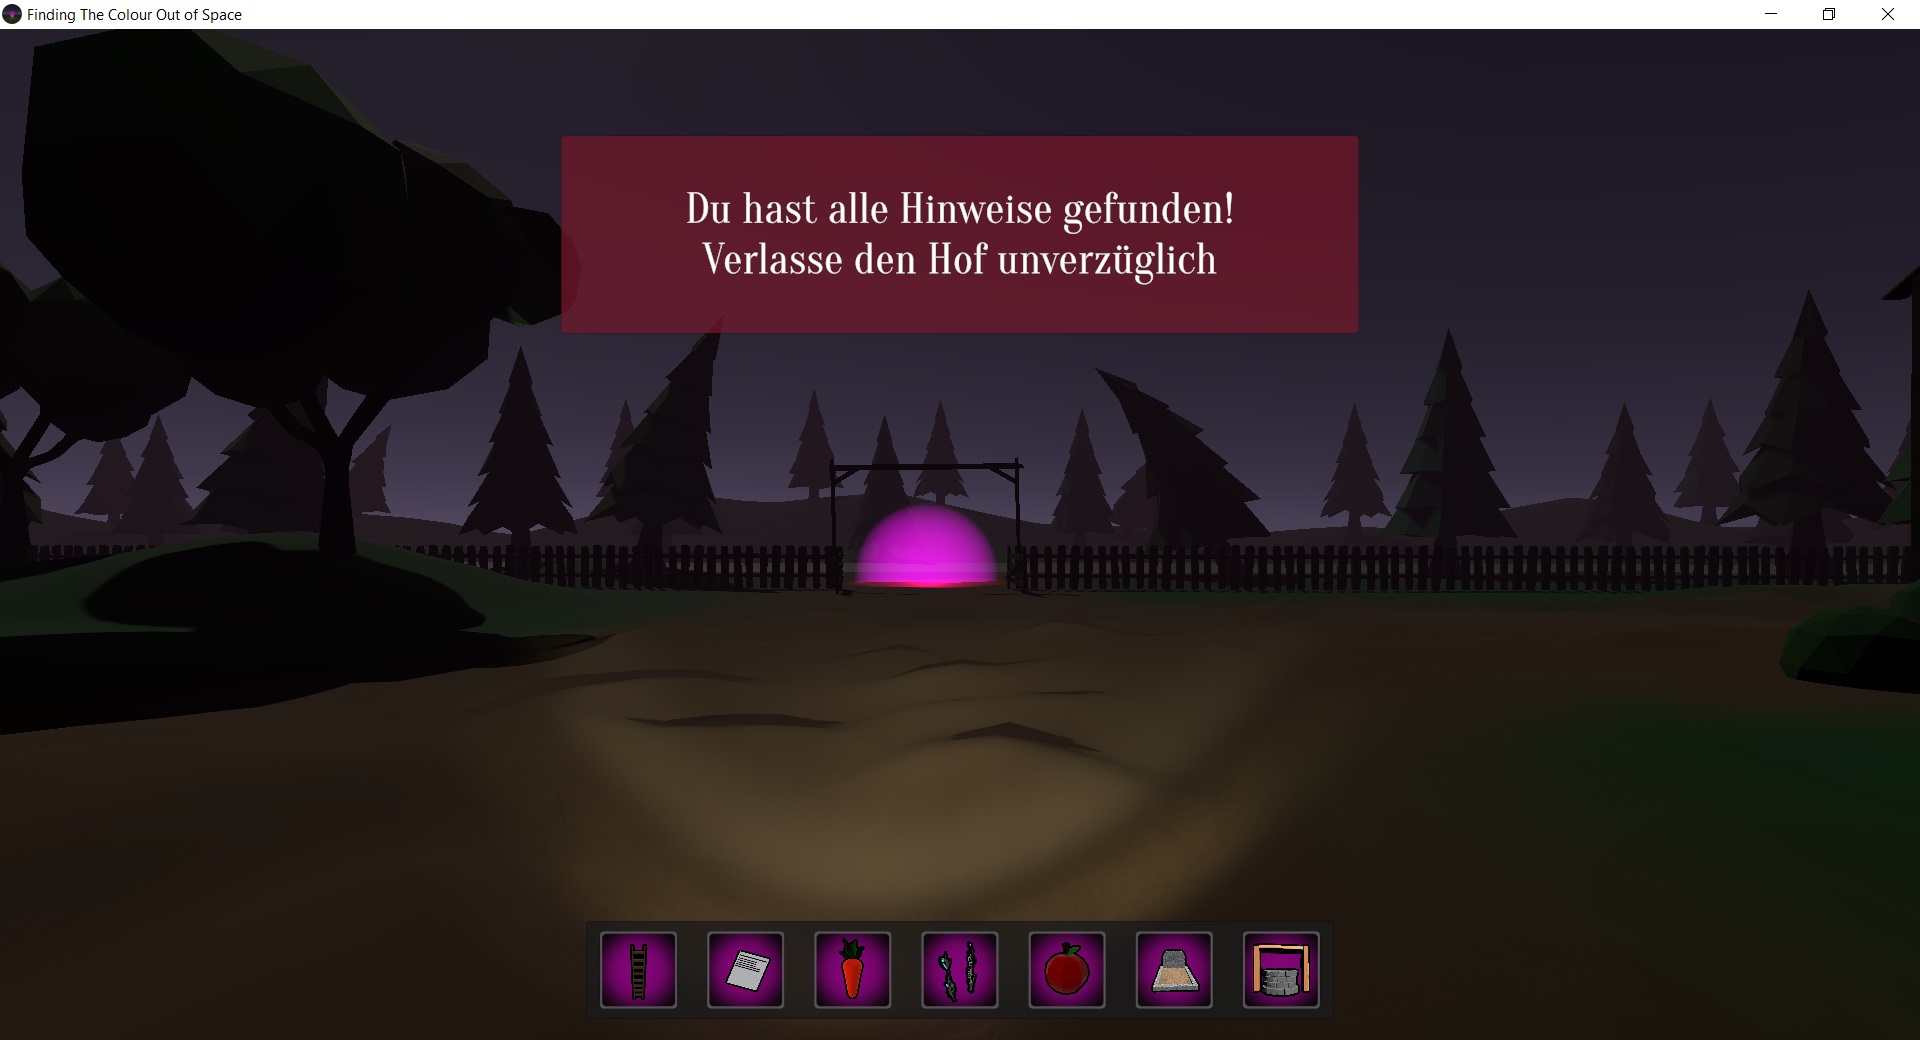 Finding The Colour Out of Space
Du hast alle Hinweise gefunden!
Verlasse den Hof unverzüglich